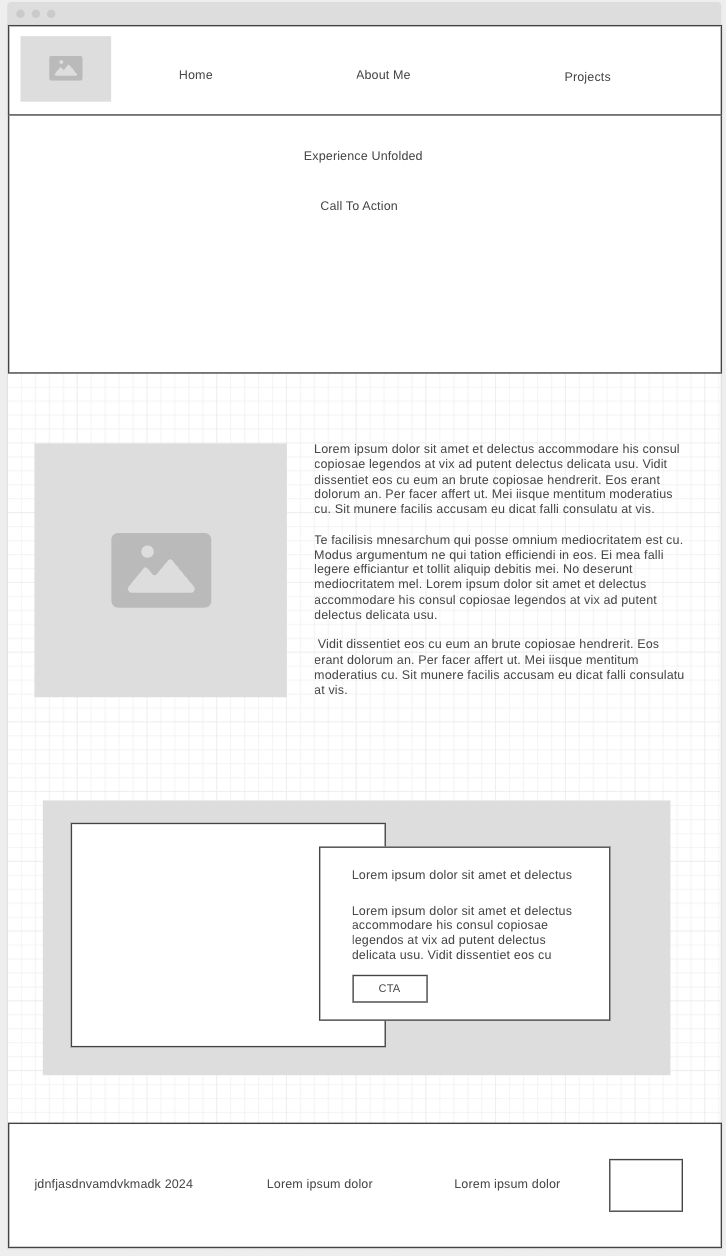 Home
About Me
Projects
Experience Unfolded
Call To Action
Lorem ipsum dolor sit amet et delectus accommodare his consul
copiosae legendos at vix ad putent delectus delicata usu. Vidit
dissentiet eos cu eum an brute copiosae hendrerit. Eos erant
dolorum an. Per facer affert ut. Mei iisque mentitum moderatius
cu. Sit munere facilis accusam eu dicat falli consulatu at vis.
Te facilisis mnesarchum qui posse omnium mediocritatem est cu.
Modus argumentum ne qui tation efficiendi in eos. Ei mea falli
legere efficiantur et tollit aliquip debitis mei. No deserunt
mediocritatem mel. Lorem ipsum dolor sit amet et delectus
accommodare his consul copiosae legendos at vix ad putent
delectus delicata usu.
Vidit dissentiet eos cu eum an brute copiosae hendrerit. Eos
erant dolorum an. Per facer affert ut. Mei iisque mentitum
moderatius cu. Sit munere facilis accusam eu dicat falli consulatu
at vis.
Lorem ipsum dolor sit amet et delectus
Lorem ipsum dolor sit amet et delectus
accommodare his consul copiosae
legendos at vix ad putent delectus
delicata usu. Vidit dissentiet eos cu
CTA
jdnfjasdnvamdvkmadk 2024
Lorem ipsum dolor
Lorem ipsum dolor